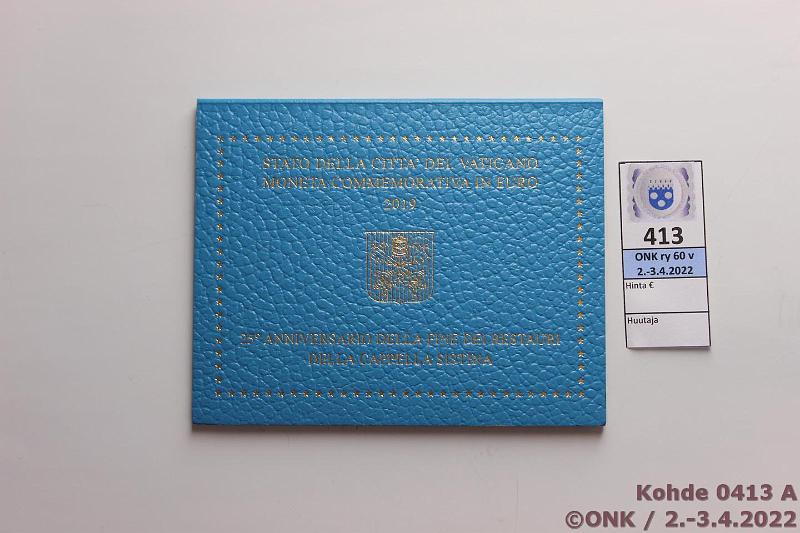 STATO DELLA CITTA' DEL VATICANO
MONETA COMMEMORATIVA IN EURO
2019
25° ANNIVERSARIO DELLA FINE DEI RESTAURI
DELLA CAPPELLA SISTINA
413
ONK ry 60 v
2.-3.4.2022
Hinta €
Huutaja
Kohde 0413 A
©ONK / 2.-3.4.2022